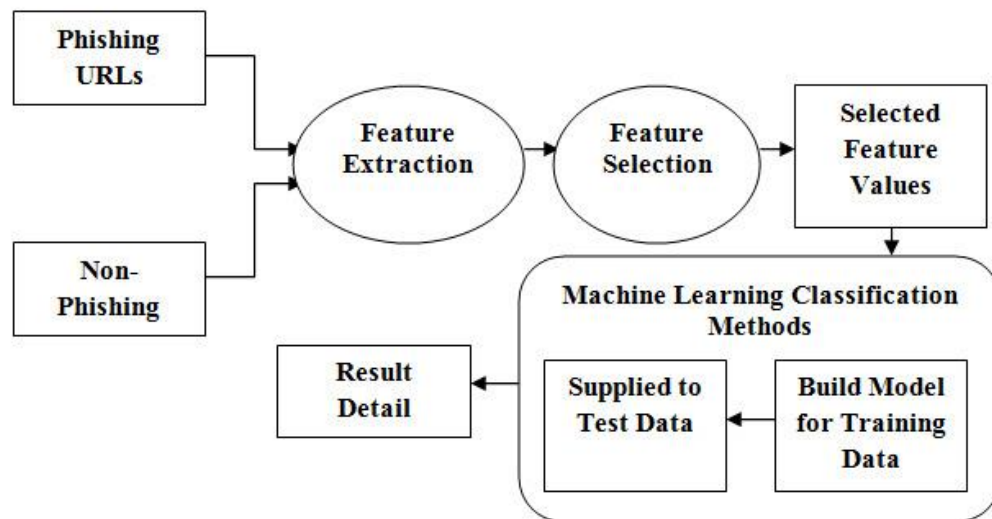 Phishing
URLs
Feature
Extraction
Feature
Selection
Selected
Feature
Values
Non-
Phishing
Machine Learning Classification
Methods
Result
Detail
Supplied to
Test Data
Build Model
for Training
Data